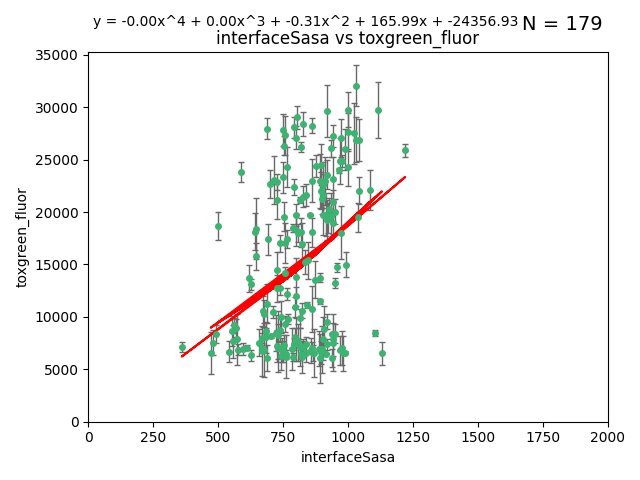 y = -0.00x^4 + 0.00x^3 + -0.31x^2 + 165.99x + -24356.93 N = 179
interfaceSasa vs toxgreen_fluor
35000
30000
25000
20000
15000
10000
5000
0
toxgreen_fluor
0 250 500 750 1000 1250 1500 1750 2000
interfaceSasa